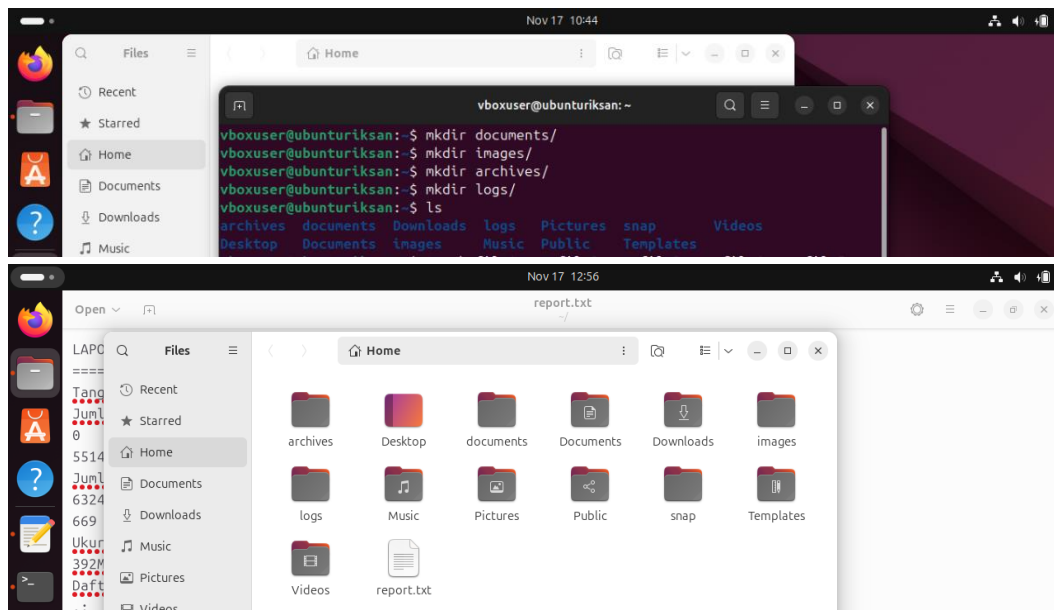 Nov 17 10:44
Files
Home
Recent
Starred
Home
Documents
Downloads
Music
vboxuser@ubunturiksan: ~
vboxuser@ubunturiksan:~$ mkdir documents/
vboxuser@ubunturiksan:~$ mkdir images/
vboxuser@ubunturiksan:~$ mkdir archives/
vboxuser@ubunturiksan:~$ mkdir logs/
vboxuser@ubunturiksan:~$ ls
archives documents Downloads logs Pictures snap Videos
Desktop Documents images Music Public Templates
Nov 17 12:56
Open
report.txt
~/
LAPO
====
Tang
Juml
0
5514
Juml
6324
669
Ukur
392M
Daft
Files
Home
Recent
Starred
Home
Documents
Downloads
Music
Pictures
Videos
archives Desktop documents Documents Downloads images
logs Music Pictures Public snap Templates
Videos report.txt